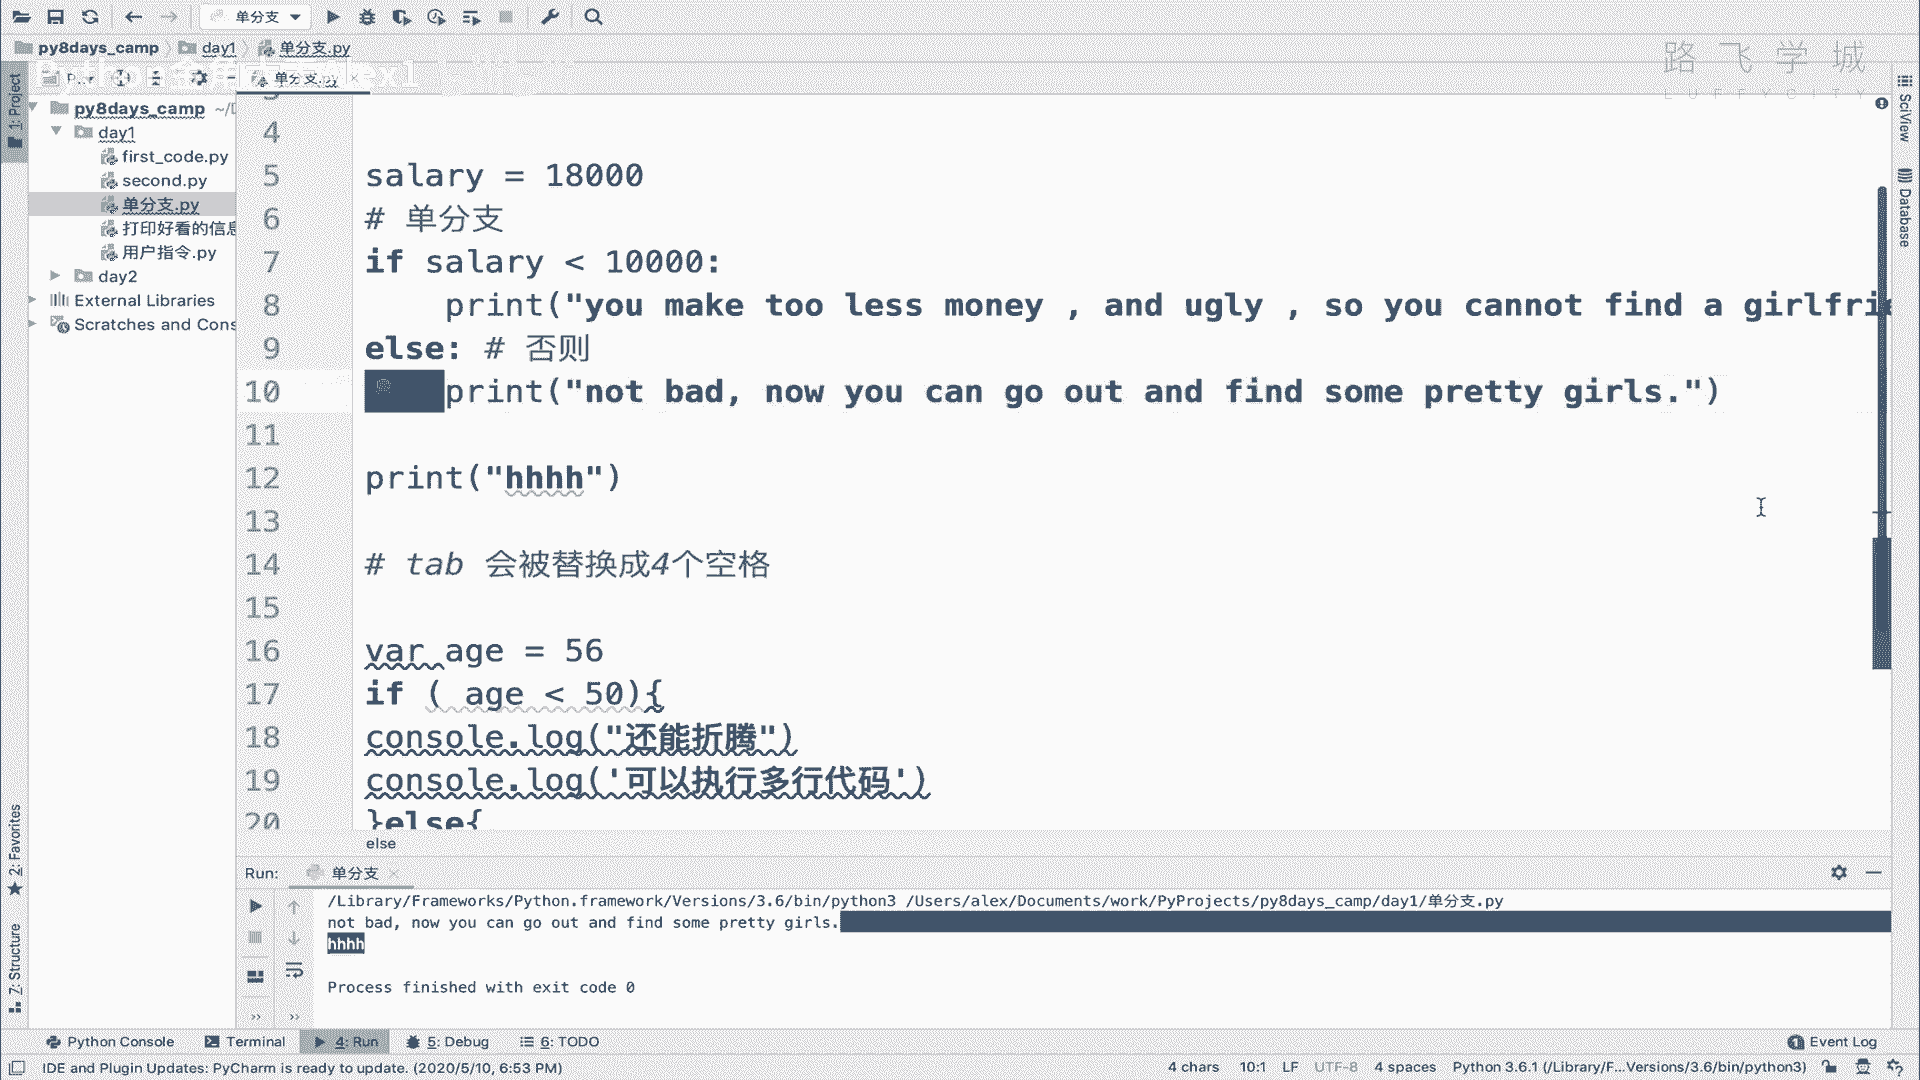 单分支
py8days_camp day1 单分支.py
路飞学城
LUFFYCITY
单分支.py
1: Project
py8days_camp
day1
first_code.py
second.py
单分支.py
打印好看的信息
用户指令.py
day2
External Libraries
Scratches and Cons
4
5 salary = 18000
6 # 单分支
7 if salary < 10000:
8 print("you make too less money , and ugly , so you cannot find a girlfrie
9 else: # 否则
10 print("not bad, now you can go out and find some pretty girls.")
11
12 print("hhhh")
13
14 # tab 会被替换成4个空格
15
16 var age = 56
17 if ( age < 50){
18 console.log("还能折腾")
19 console.log('可以执行多行代码')
20 }else{
else
SciView
Database
2: Favorites
7: Structure
Run: 单分支
/Library/Frameworks/Python.framework/Versions/3.6/bin/python3 /Users/alex/Documents/work/PyProjects/py8days_camp/day1/单分支.py
not bad, now you can go out and find some pretty girls.
hhhh
Process finished with exit code 0
Python Console Terminal 4: Run 5: Debug 6: TODO 1 Event Log
IDE and Plugin Updates: PyCharm is ready to update. (2020/5/10, 6:53 PM) 4 chars 10:1 LF UTF-8 4 spaces Python 3.6.1 (/Library/F...Versions/3.6/bin/python3)